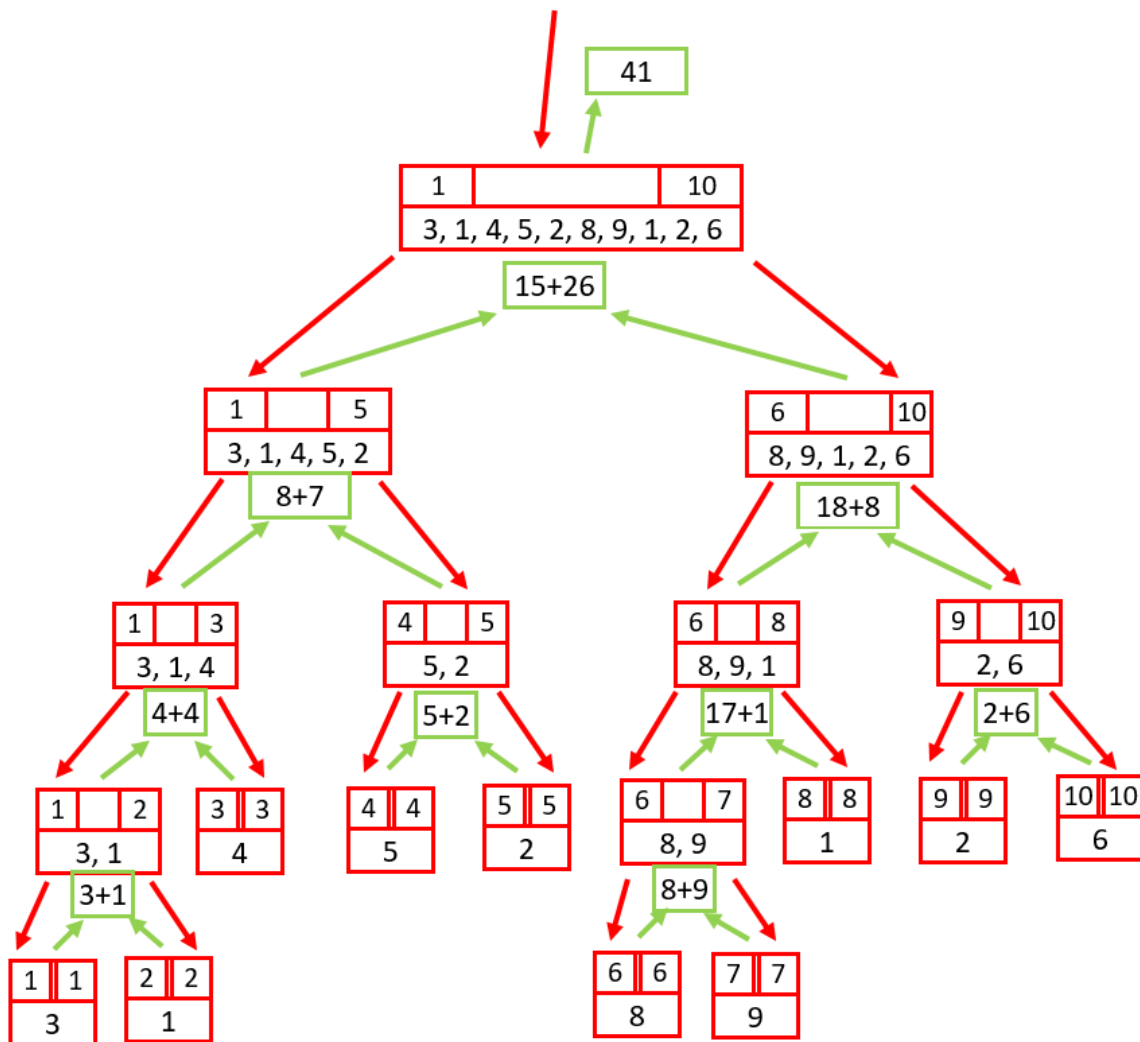 41
1 10
3, 1, 4, 5, 2, 8, 9, 1, 2, 6
15+26
1 5 6 10
3, 1, 4, 5, 2 8, 9, 1, 2, 6
8+7 18+8
1 3 4 5 6 8 9 10
3, 1, 4 5, 2 8, 9, 1 2, 6
4+4 5+2 17+1 2+6
1 2 3 3 4 4 5 5 6 7 8 8 9 9 10 10
3, 1 4 5 2 8, 9 1 2 6
3+1 8+9
1 1 2 2 6 6 7 7
3 1 8 9